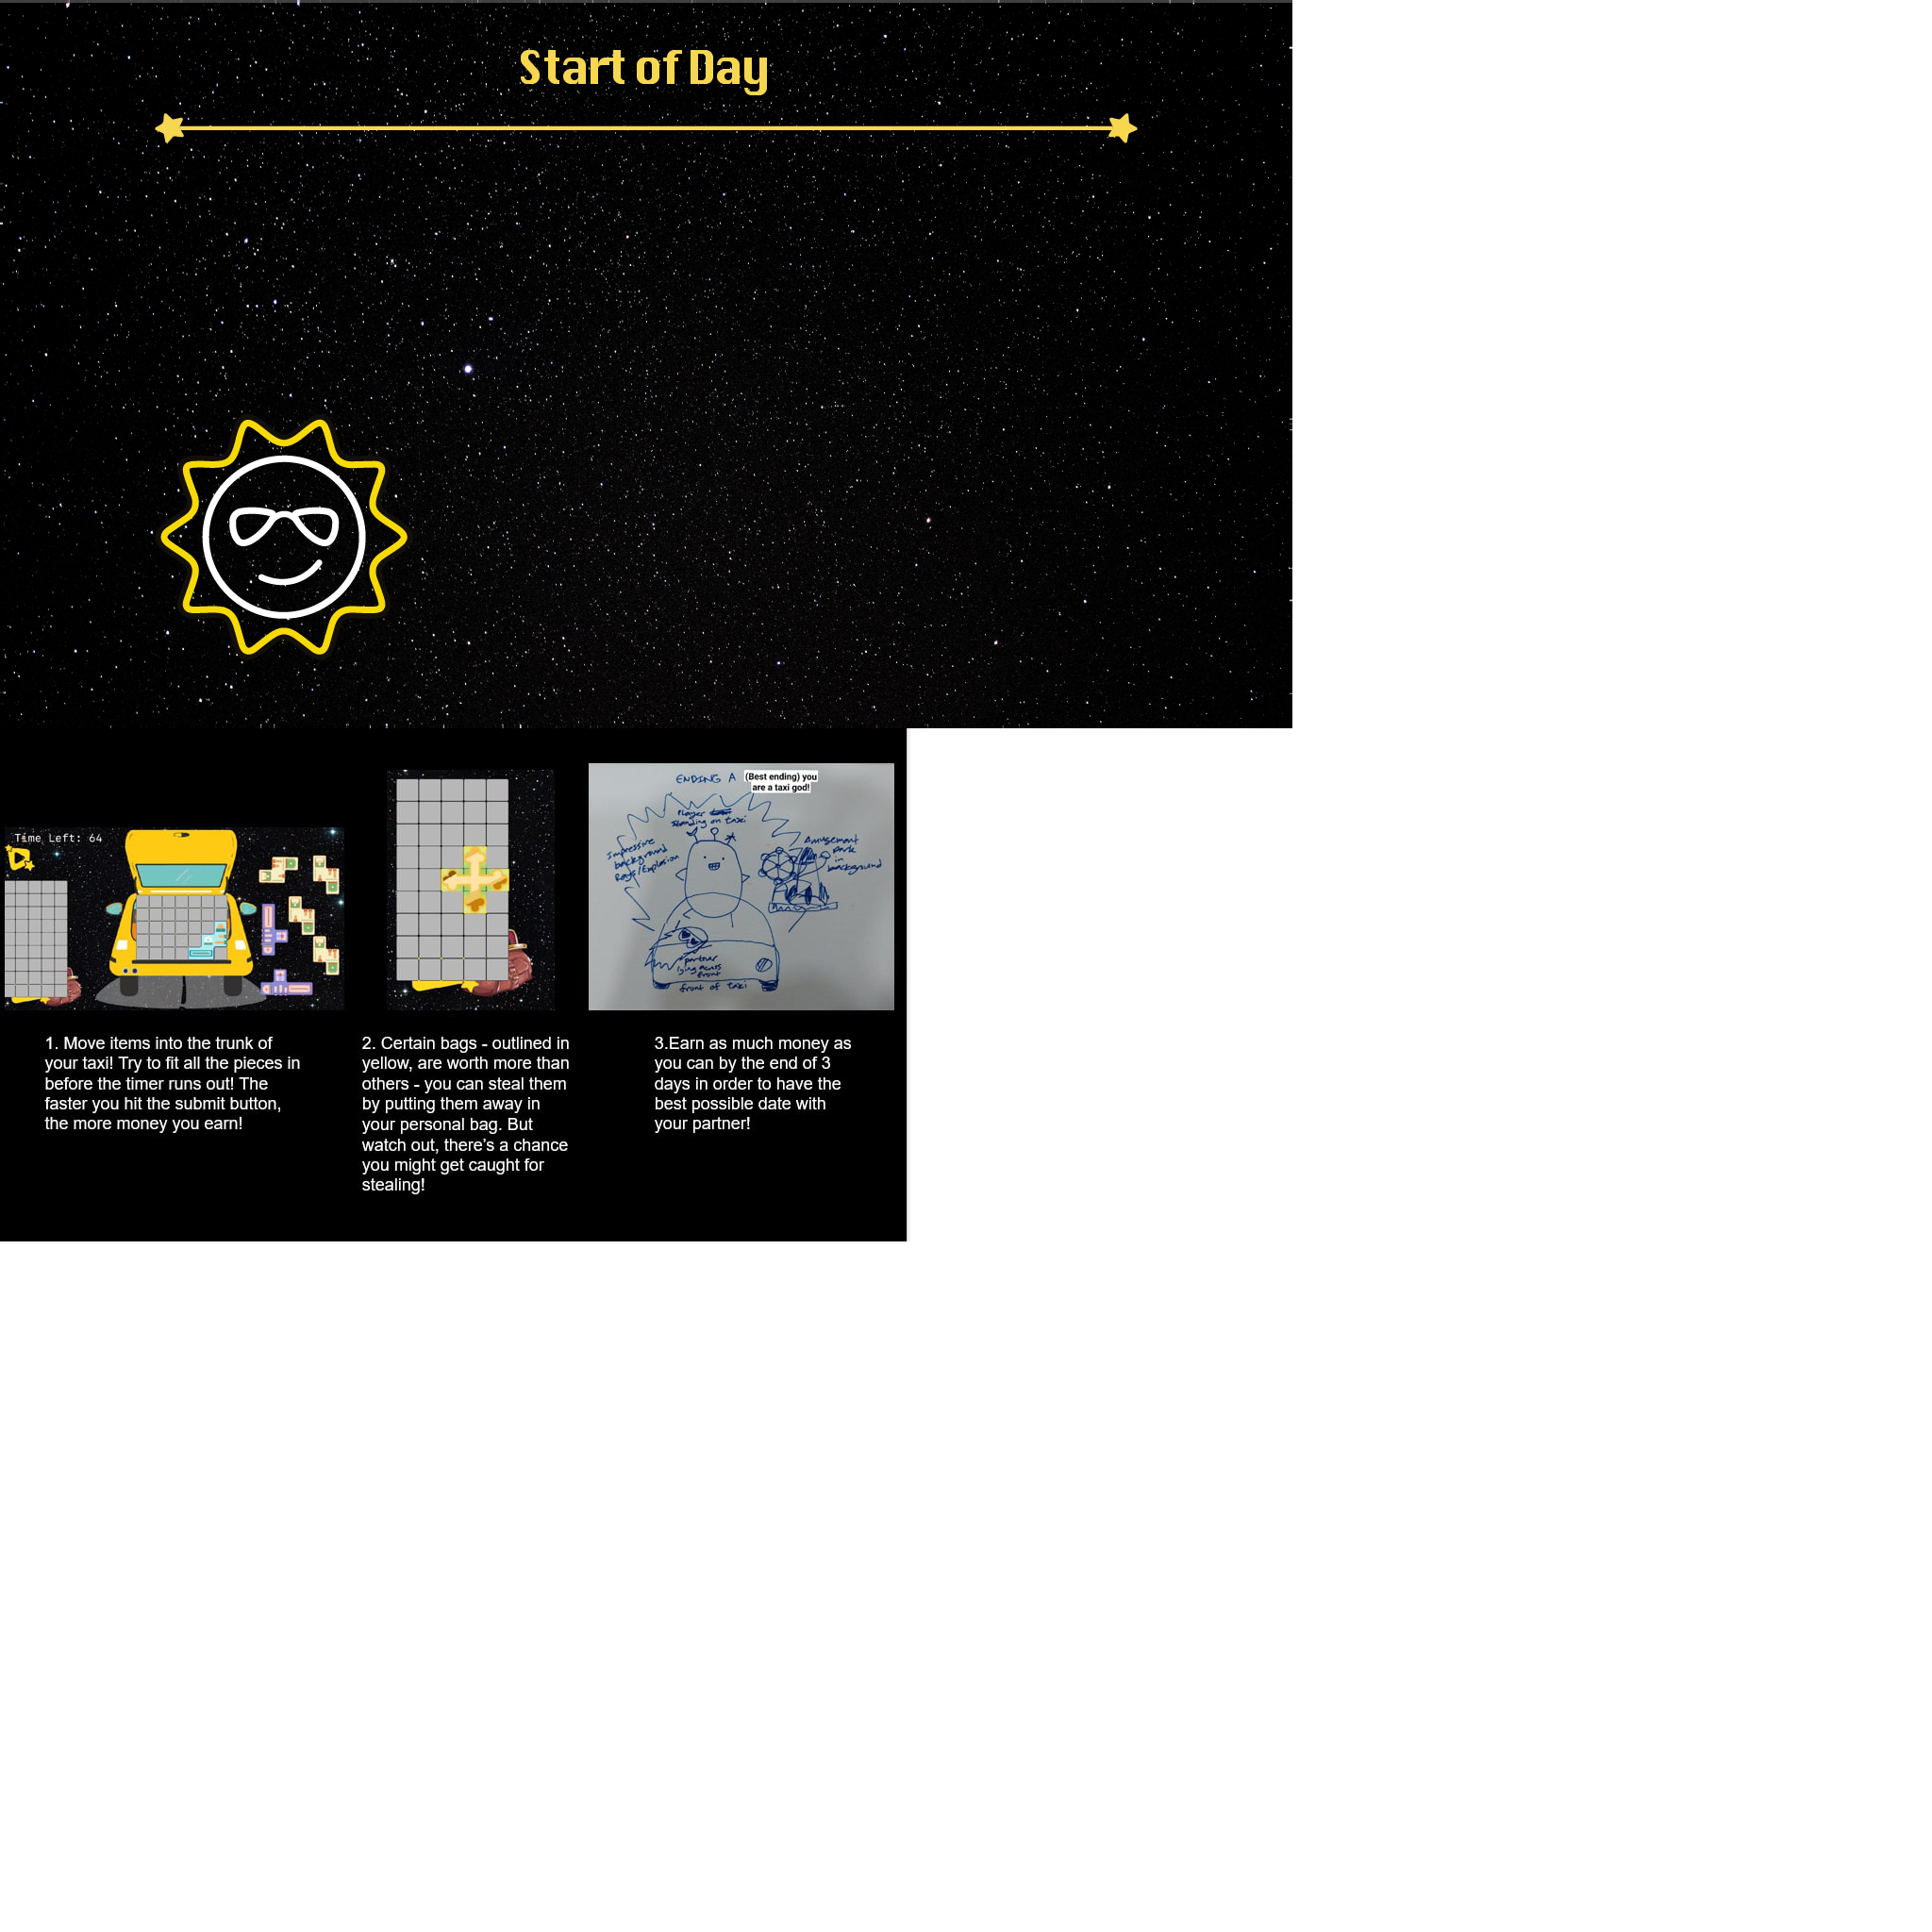 Start of Day
Time Left: 64
ENDING A
(Best ending) you
are a taxi god!
Player
standing on taxi
Impressive
background
Rays/Explosion
Amusement
Park
in
background
partner
lying across
front
front of taxi
1. Move items into the trunk of
your taxi! Try to fit all the pieces in
before the timer runs out! The
faster you hit the submit button,
the more money you earn!
2. Certain bags - outlined in
yellow, are worth more than
others - you can steal them
by putting them away in
your personal bag. But
watch out, there’s a chance
you might get caught for
stealing!
3.Earn as much money as
you can by the end of 3
days in order to have the
best possible date with
your partner!